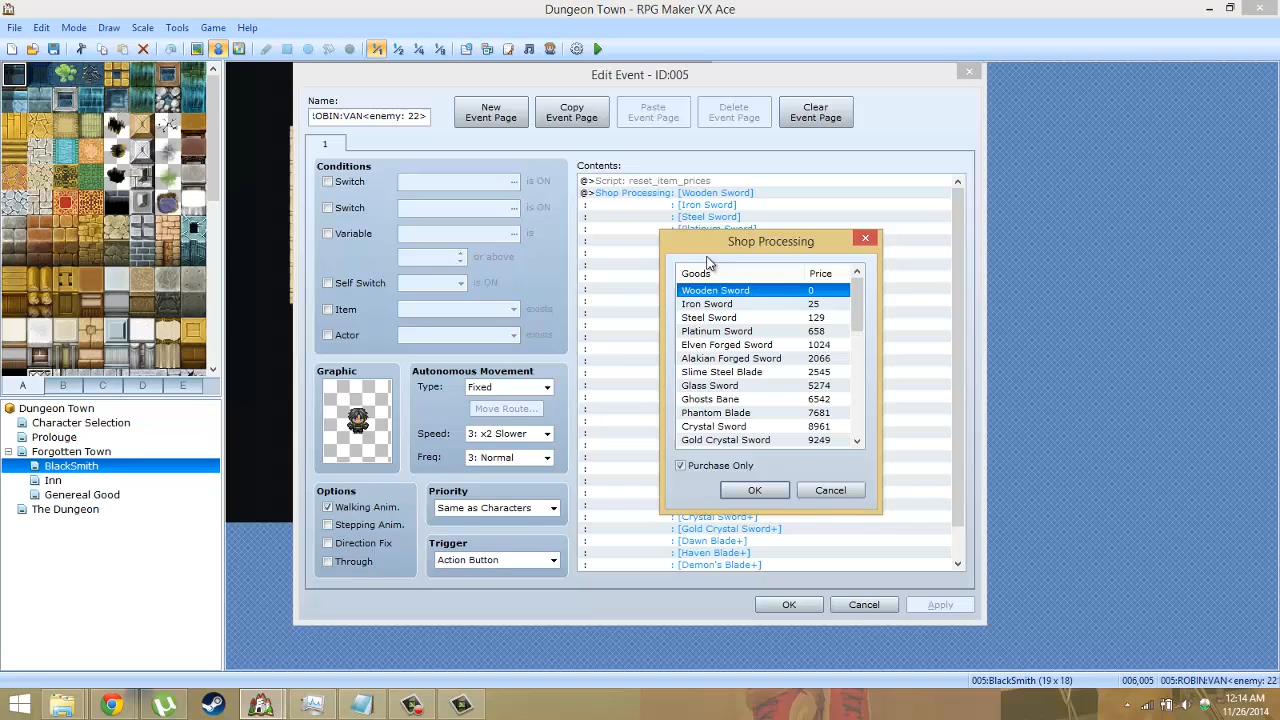 Dungeon Town - RPG Maker VX Ace
File Edit Mode Draw Scale Tools Game Help
Edit Event - ID:005
Name:
:OBIN:VAN<enemy: 22>
New Event Page
Copy Event Page
Paste Event Page
Delete Event Page
Clear Event Page
1
Conditions
Switch ... is ON
Switch ... is ON
Variable ... is
or above
Self Switch is ON
Item exists
Actor exists
Graphic
Autonomous Movement
Type: Fixed
Move Route...
Speed: 3: x2 Slower
Freq: 3: Normal
Options
Walking Anim.
Stepping Anim.
Direction Fix
Through
Priority
Same as Characters
Trigger
Action Button
Contents:
@>Script: reset_item_prices
@>Shop Processing: [Wooden Sword]
: : [Iron Sword]
: : [Steel Sword]
: : [Platinum Sword]
Shop Processing
Goods Price
Wooden Sword 0
Iron Sword 25
Steel Sword 129
Platinum Sword 658
Elven Forged Sword 1024
Alakian Forged Sword 2066
Slime Steel Blade 2545
Glass Sword 5274
Ghosts Bane 6542
Phantom Blade 7681
Crystal Sword 8961
Gold Crystal Sword 9249
Purchase Only
OK Cancel
: : [Crystal Sword+]
: : [Gold Crystal Sword+]
: : [Dawn Blade+]
: : [Haven Blade+]
: : [Demon's Blade+]
OK Cancel Apply
A B C D E
Dungeon Town
Character Selection
Prolouge
Forgotten Town
BlackSmith
Inn
Genereal Good
The Dungeon
005:BlackSmith (19 x 18) 006,005 005:ROBIN:VAN<enemy: 22
12:14 AM
11/26/2014